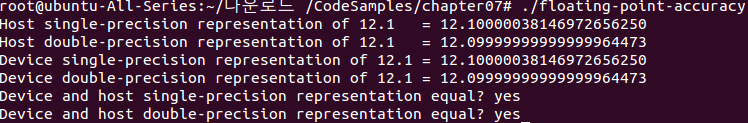 root@ubuntu-All-Series:~/다운로드 /CodeSamples/chapter07# ./floating-point-accuracy
Host single-precision representation of 12.1   = 12.10000038146972656250
Host double-precision representation of 12.1   = 12.09999999999999964473
Device single-precision representation of 12.1 = 12.10000038146972656250
Device double-precision representation of 12.1 = 12.09999999999999964473
Device and host single-precision representation equal? yes
Device and host double-precision representation equal? yes